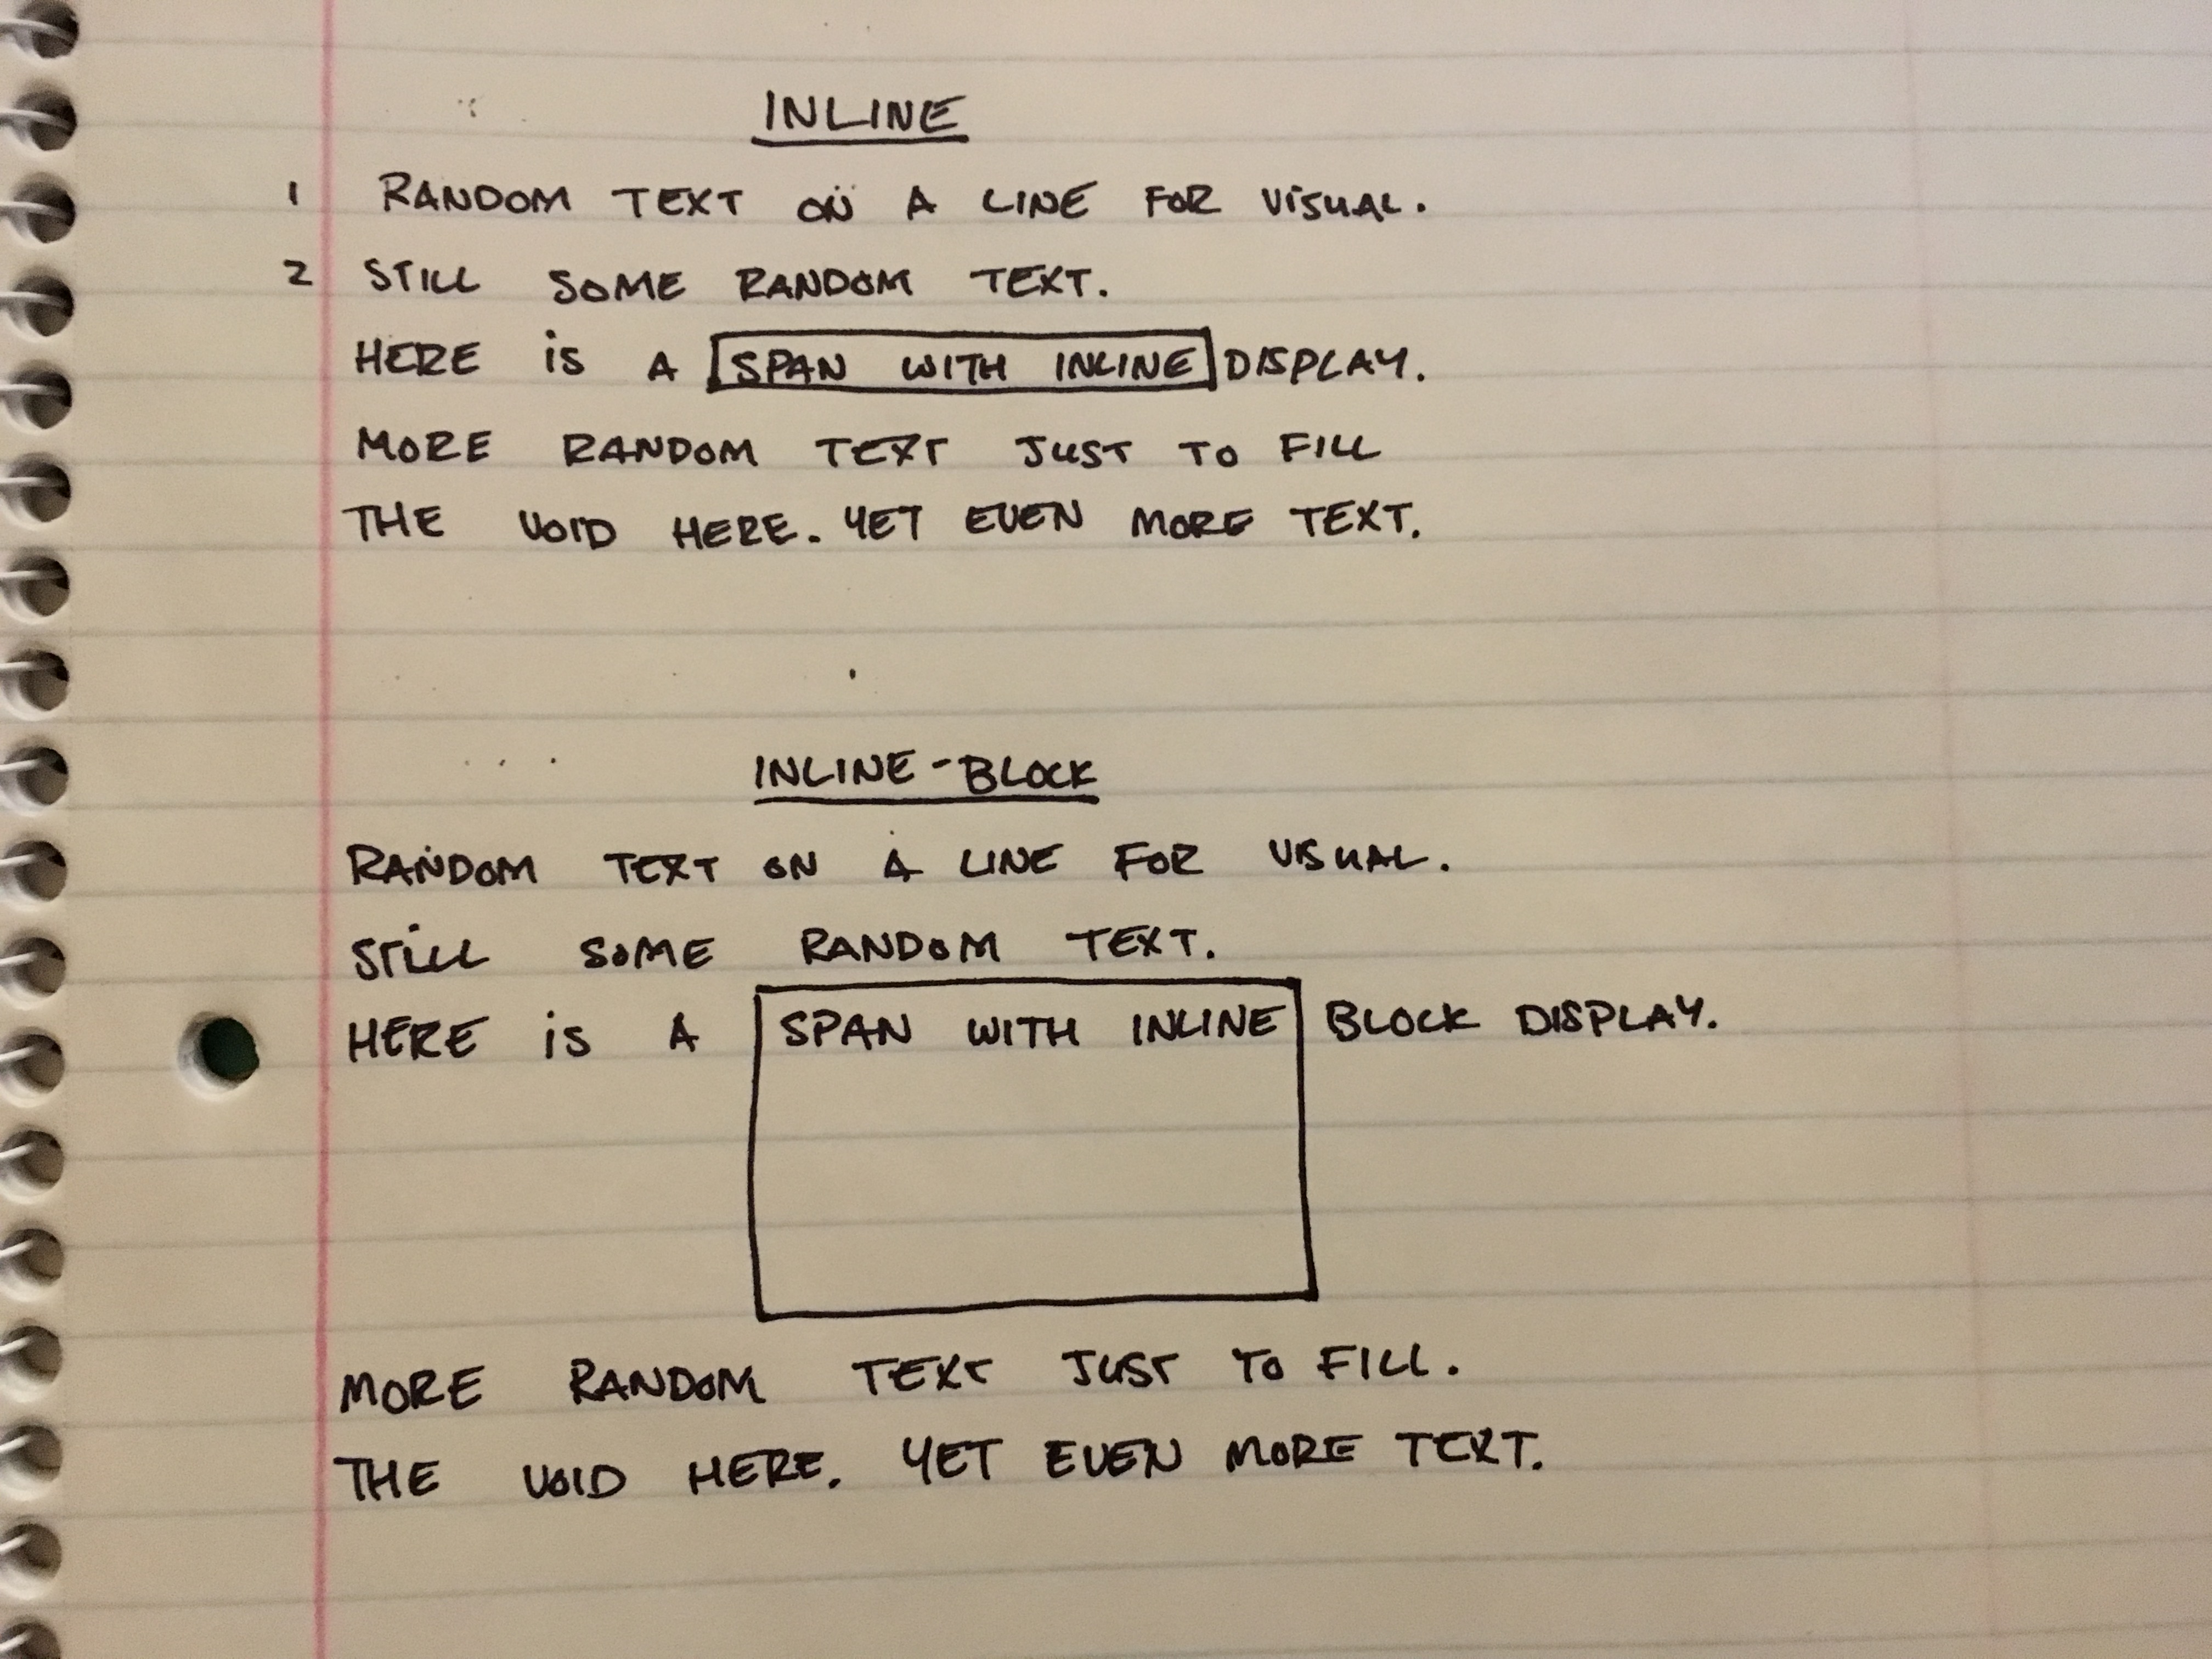 INLINE
1 RANDOM TEXT ON A LINE FOR VISUAL.
2 STILL SOME RANDOM TEXT.
HERE IS A SPAN WITH INLINE DISPLAY.
MORE RANDOM TEXT JUST TO FILL
THE VOID HERE. YET EVEN MORE TEXT.
INLINE-BLOCK
RANDOM TEXT ON A LINE FOR VISUAL.
STILL SOME RANDOM TEXT.
HERE IS A SPAN WITH INLINE BLOCK DISPLAY.
MORE RANDOM TEXT JUST TO FILL.
THE VOID HERE. YET EVEN MORE TEXT.